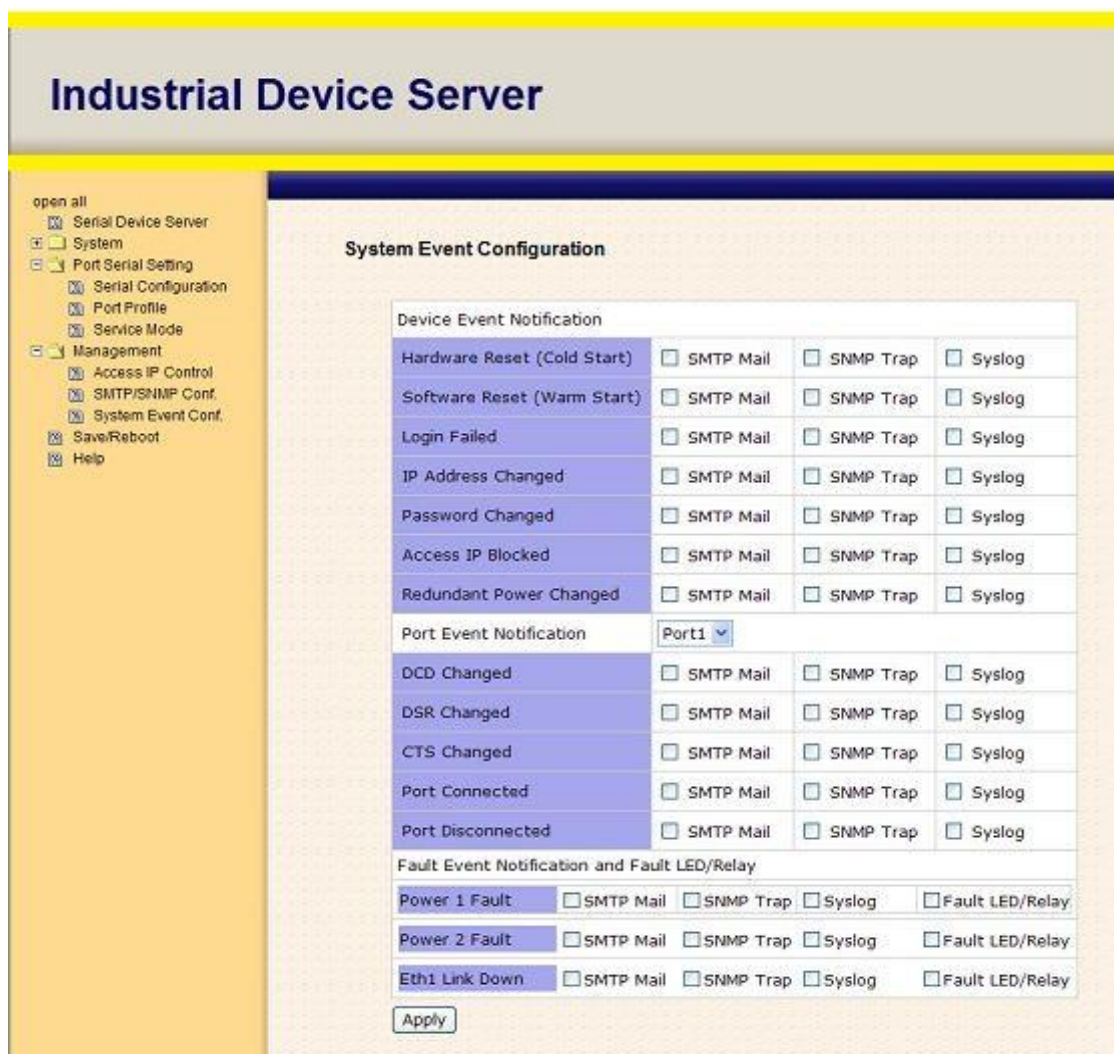 Industrial Device Server
open all
Serial Device Server
System
Port Serial Setting
Serial Configuration
Port Profile
Service Mode
Management
Access IP Control
SMTP/SNMP Conf.
System Event Conf.
Save/Reboot
Help
System Event Configuration
Device Event Notification
Hardware Reset (Cold Start) SMTP Mail SNMP Trap Syslog
Software Reset (Warm Start) SMTP Mail SNMP Trap Syslog
Login Failed SMTP Mail SNMP Trap Syslog
IP Address Changed SMTP Mail SNMP Trap Syslog
Password Changed SMTP Mail SNMP Trap Syslog
Access IP Blocked SMTP Mail SNMP Trap Syslog
Redundant Power Changed SMTP Mail SNMP Trap Syslog
Port Event Notification Port1
DCD Changed SMTP Mail SNMP Trap Syslog
DSR Changed SMTP Mail SNMP Trap Syslog
CTS Changed SMTP Mail SNMP Trap Syslog
Port Connected SMTP Mail SNMP Trap Syslog
Port Disconnected SMTP Mail SNMP Trap Syslog
Fault Event Notification and Fault LED/Relay
Power 1 Fault SMTP Mail SNMP Trap Syslog Fault LED/Relay
Power 2 Fault SMTP Mail SNMP Trap Syslog Fault LED/Relay
Eth1 Link Down SMTP Mail SNMP Trap Syslog Fault LED/Relay
Apply